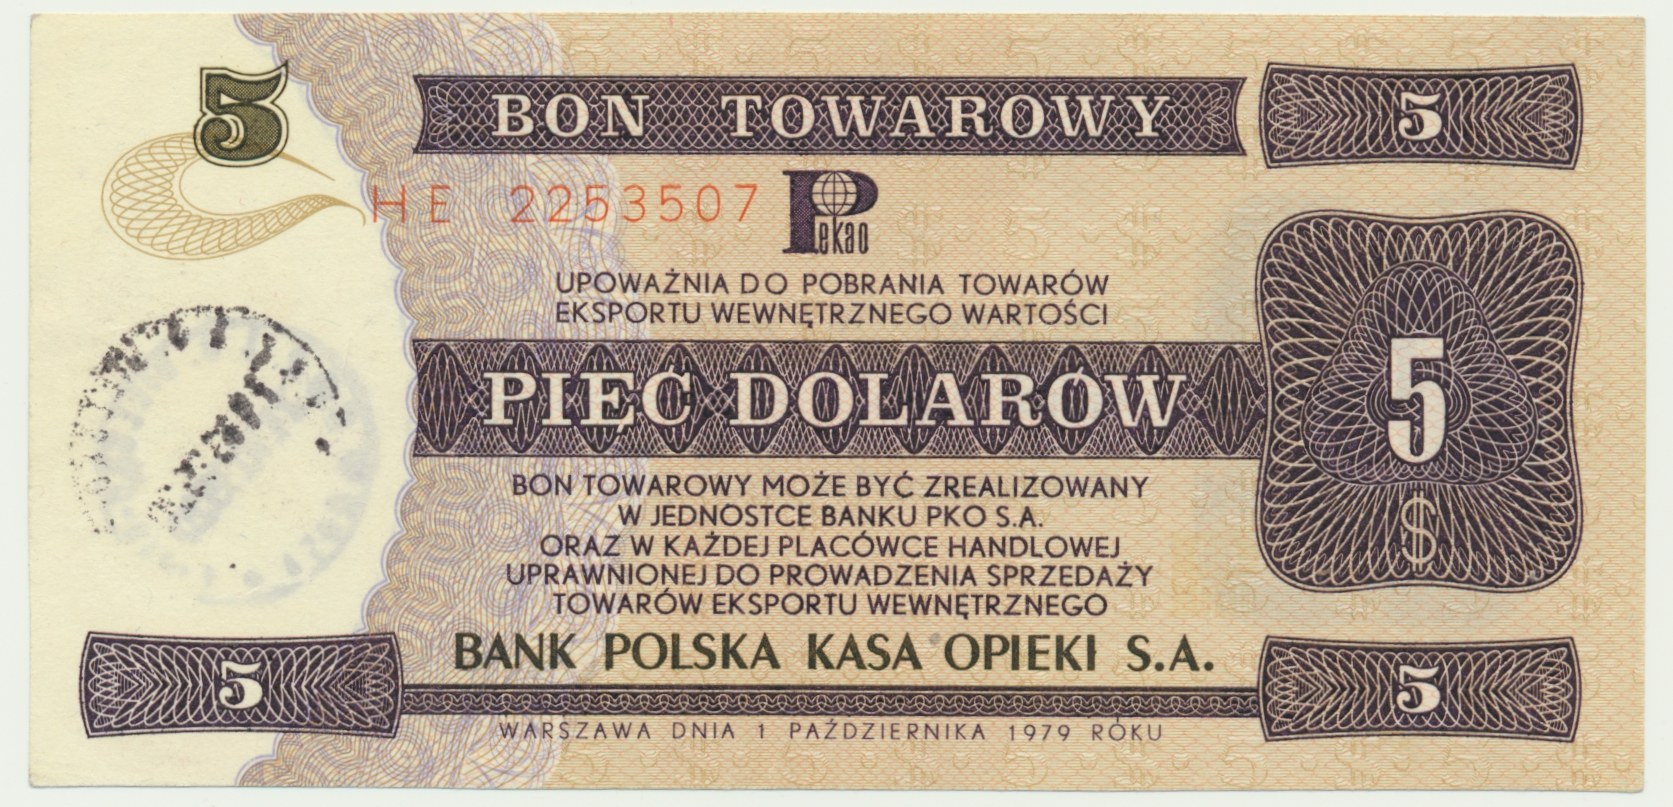 5
BON TOWAROWY
5
HE 2253507
Pekao
UPOWAŻNIA DO POBRANIA TOWARÓW
EKSPORTU WEWNĘTRZNEGO WARTOŚCI
PIĘĆ DOLARÓW
5
$
BON TOWAROWY MOŻE BYĆ ZREALIZOWANY
W JEDNOSTCE BANKU PKO S.A.
ORAZ W KAŻDEJ PLACÓWCE HANDLOWEJ
UPRAWNIONEJ DO PROWADZENIA SPRZEDAŻY
TOWARÓW EKSPORTU WEWNĘTRZNEGO
BANK POLSKA KASA OPIEKI S.A.
5
5
WARSZAWA DNIA 1 PAŹDZIERNIKA 1979 RÓKU